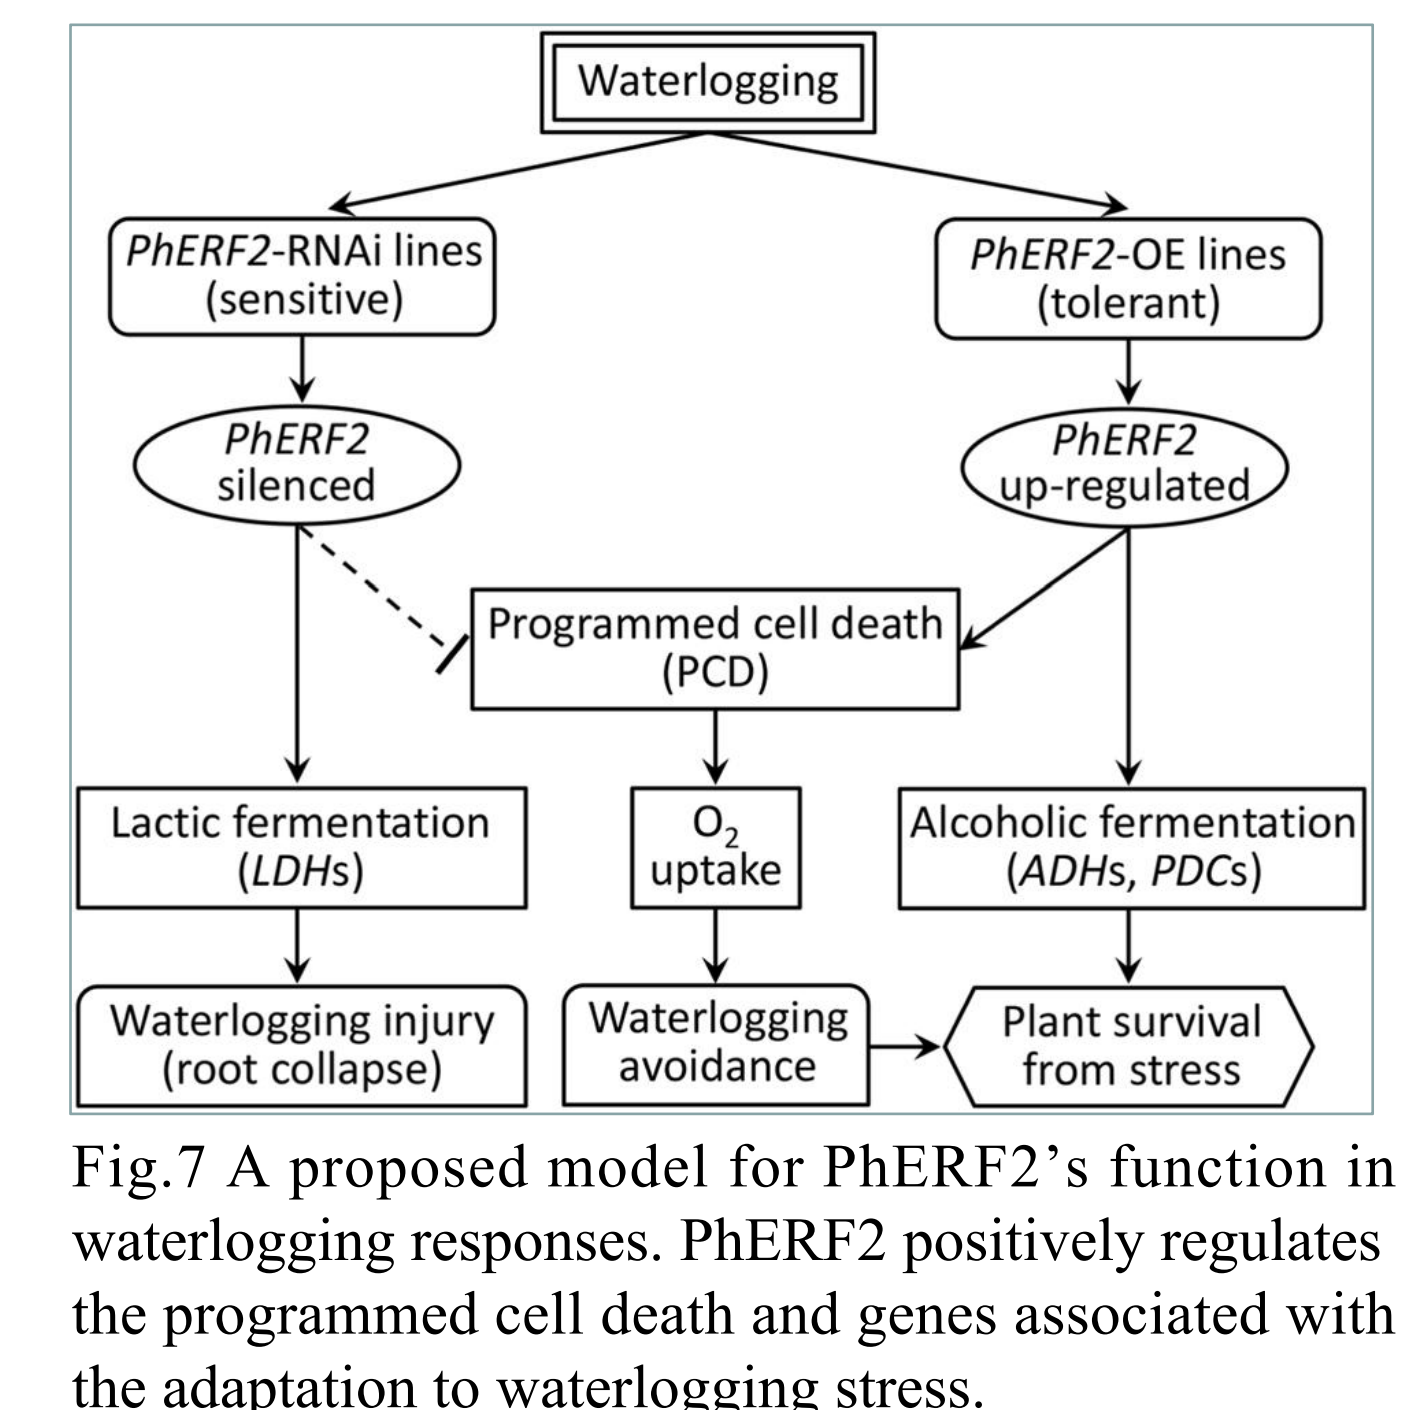 Waterlogging
PhERF2-RNAi lines
(sensitive)
PhERF2-OE lines
(tolerant)
PhERF2
silenced
PhERF2
up-regulated
Programmed cell death
(PCD)
Lactic fermentation
(LDHs)
O₂
uptake
Alcoholic fermentation
(ADHs, PDCs)
Waterlogging injury
(root collapse)
Waterlogging
avoidance
Plant survival
from stress
Fig.7 A proposed model for PhERF2’s function in
waterlogging responses. PhERF2 positively regulates
the programmed cell death and genes associated with
the adaptation to waterlogging stress.